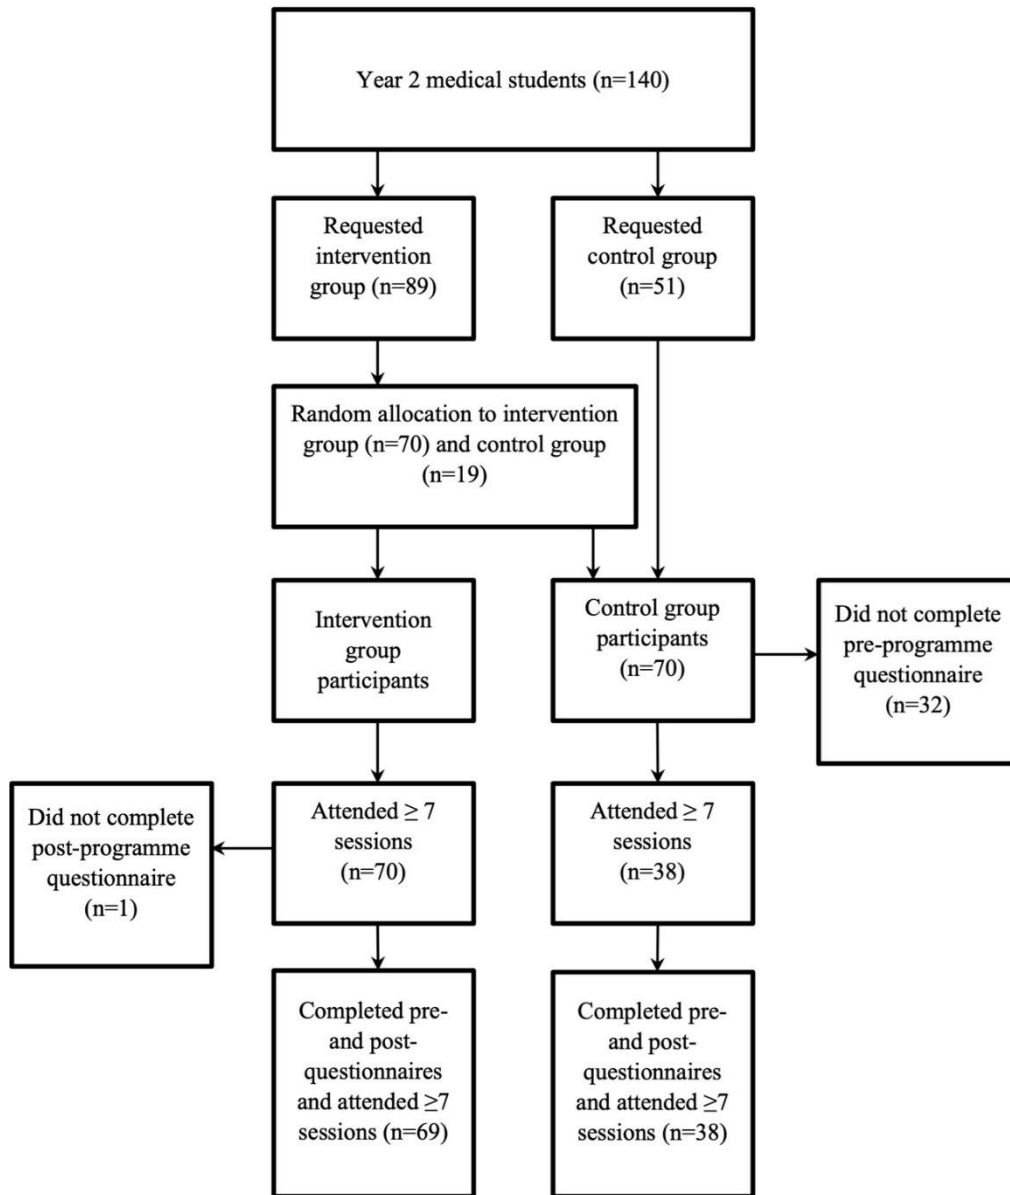 Year 2 medical students (n=140)
Requested
intervention
group (n=89)
Requested
control group
(n=51)
Random allocation to intervention
group (n=70) and control group
(n=19)
Intervention
group
participants
Control group
participants
(n=70)
Did not complete
pre-programme
questionnaire
(n=32)
Did not complete
post-programme
questionnaire
(n=1)
Attended ≥ 7
sessions
(n=70)
Attended ≥ 7
sessions
(n=38)
Completed pre-
and post-
questionnaires
and attended ≥7
sessions (n=69)
Completed pre-
and post-
questionnaires
and attended ≥7
sessions (n=38)